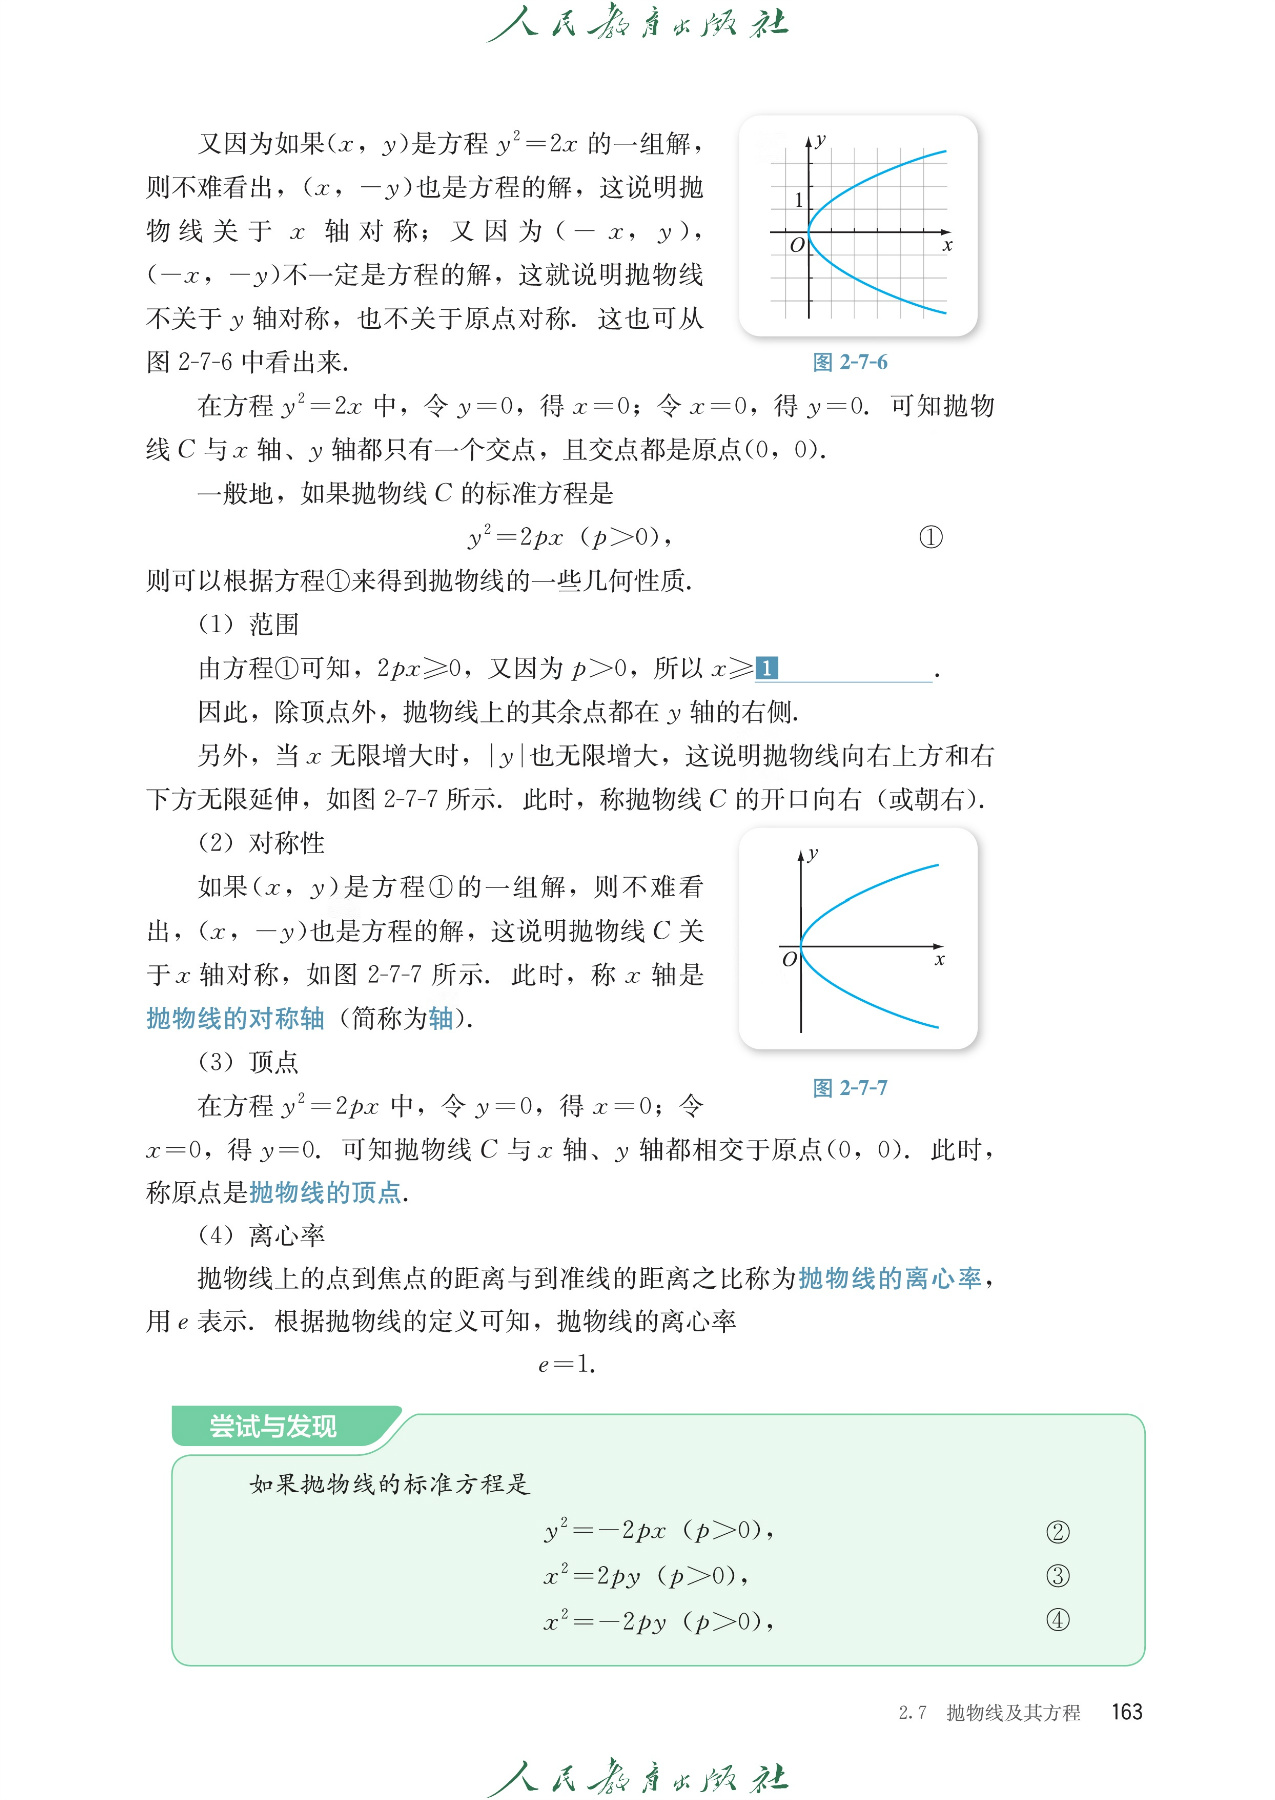 人民教育出版社
又因为如果(x，y)是方程 y²＝2x 的一组解，
则不难看出，(x，－y)也是方程的解，这说明抛
物线关于 x 轴对称；又因为(－x，y)，
(－x，－y)不一定是方程的解，这就说明抛物线
不关于 y 轴对称，也不关于原点对称．这也可从
图 2-7-6 中看出来．
y
1
O
x
图 2-7-6
在方程 y²＝2x 中，令 y＝0，得 x＝0；令 x＝0，得 y＝0．可知抛物
线 C 与 x 轴、y 轴都只有一个交点，且交点都是原点(0，0)．
一般地，如果抛物线 C 的标准方程是
y²＝2px（p＞0）， ①
则可以根据方程①来得到抛物线的一些几何性质．
（1）范围
由方程①可知，2px⩾0，又因为 p＞0，所以 x⩾1．
因此，除顶点外，抛物线上的其余点都在 y 轴的右侧．
另外，当 x 无限增大时，|y|也无限增大，这说明抛物线向右上方和右
下方无限延伸，如图 2-7-7 所示．此时，称抛物线 C 的开口向右（或朝右）．
（2）对称性
如果(x，y)是方程①的一组解，则不难看
出，(x，－y)也是方程的解，这说明抛物线 C 关
于 x 轴对称，如图 2-7-7 所示．此时，称 x 轴是
抛物线的对称轴（简称为轴）．
y
O
x
图 2-7-7
（3）顶点
在方程 y²＝2px 中，令 y＝0，得 x＝0；令
x＝0，得 y＝0．可知抛物线 C 与 x 轴、y 轴都相交于原点(0，0)．此时，
称原点是抛物线的顶点．
（4）离心率
抛物线上的点到焦点的距离与到准线的距离之比称为抛物线的离心率，
用 e 表示．根据抛物线的定义可知，抛物线的离心率
e＝1．
尝试与发现
如果抛物线的标准方程是
y²＝－2px（p＞0）， ②
x²＝2py（p＞0）， ③
x²＝－2py（p＞0）， ④
2.7 抛物线及其方程 163
人民教育出版社